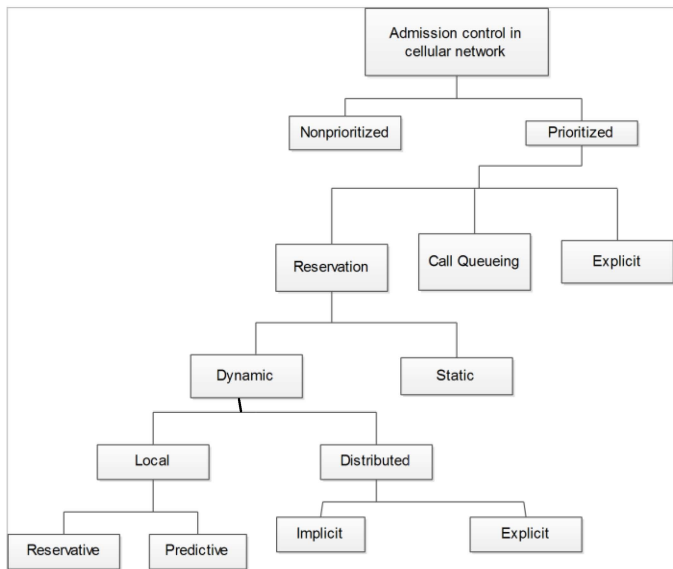 Admission control in
cellular network
Nonprioritized
Prioritized
Reservation
Call Queueing
Explicit
Dynamic
Static
Local
Distributed
Reservative
Predictive
Implicit
Explicit